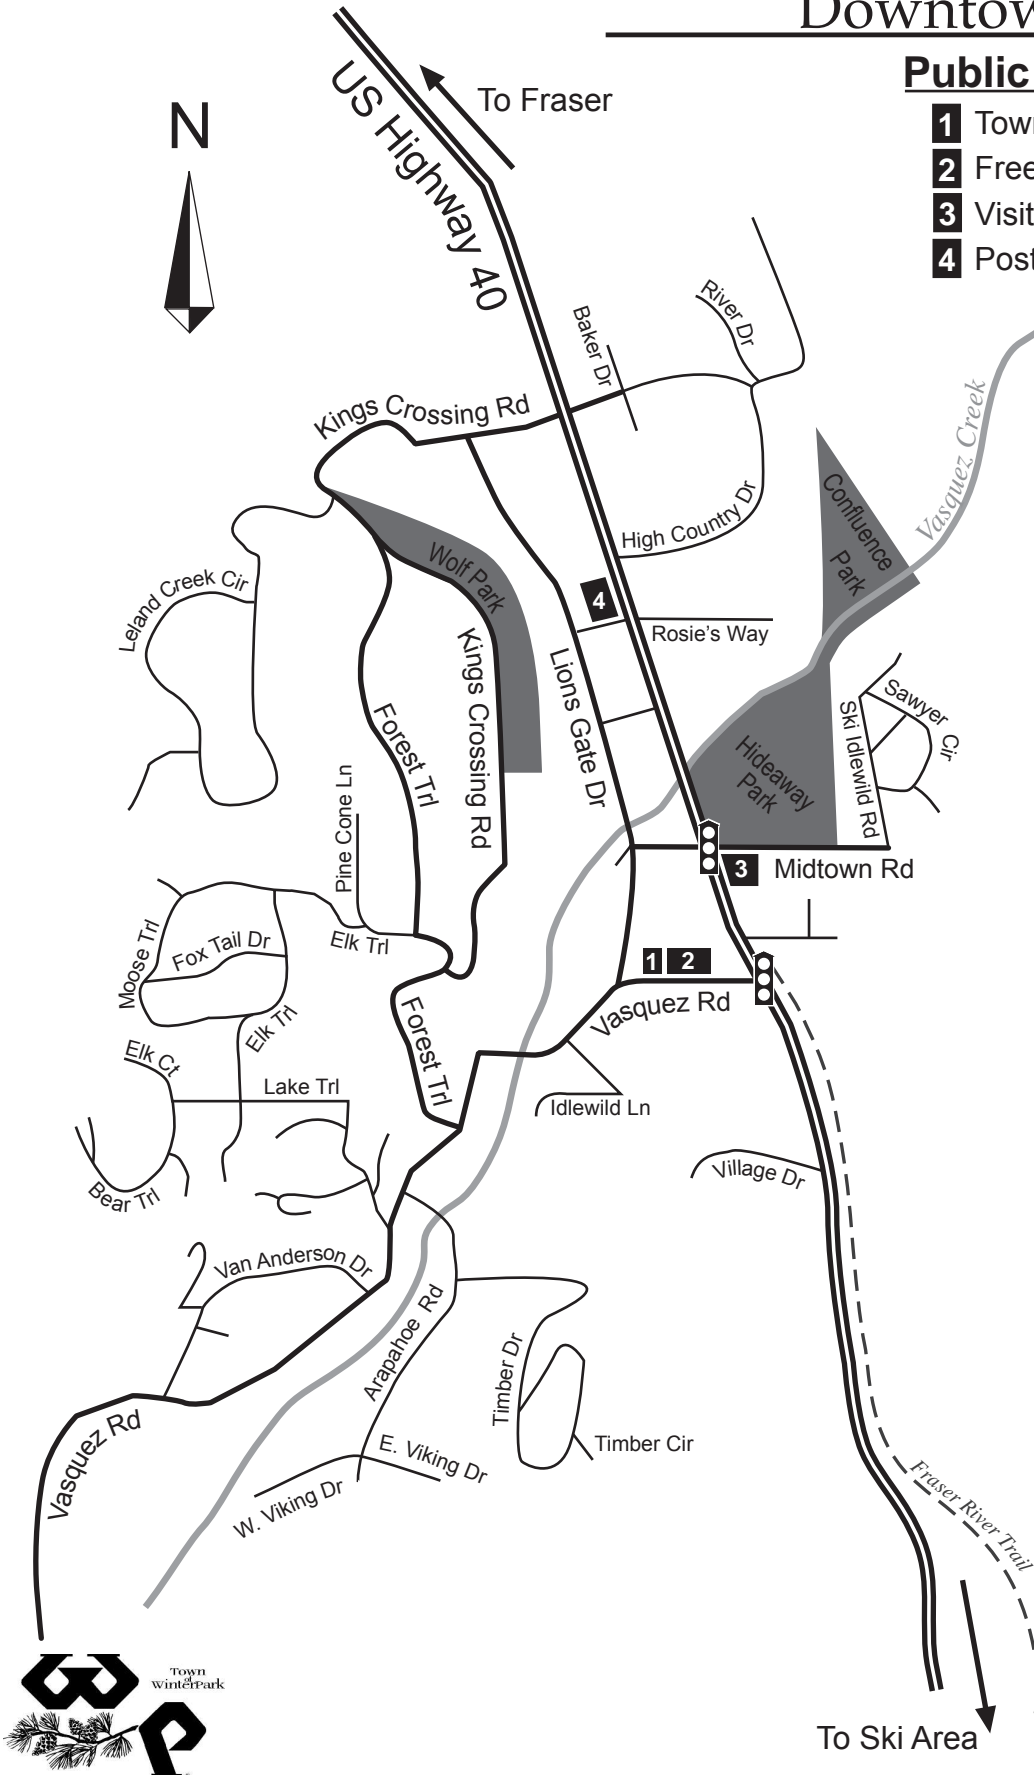 Downtow
Public
1 Town
2 Free
3 Visit
4 Post
To Fraser
N
US Highway 40
River Dr
Baker Dr
Kings Crossing Rd
Vasquez Creek
High Country Dr
Confluence
Park
Wolf Park
Leland Creek Cir
4
Rosie's Way
Kings Crossing Rd
Lions Gate Dr
Forest Trl
Sawyer Cir
Ski Idlewild Rd
Hideaway
Park
Pine Cone Ln
3
Midtown Rd
Elk Trl
Moose Trl
Fox Tail Dr
1 2
Vasquez Rd
Forest Trl
Elk Trl
Elk Ct
Lake Trl
Idlewild Ln
Bear Trl
Village Dr
Van Anderson Dr
Arapahoe Rd
Timber Dr
Timber Cir
Vasquez Rd
E. Viking Dr
W. Viking Dr
Fraser River Trail
Town
of
WinterPark
WP
To Ski Area